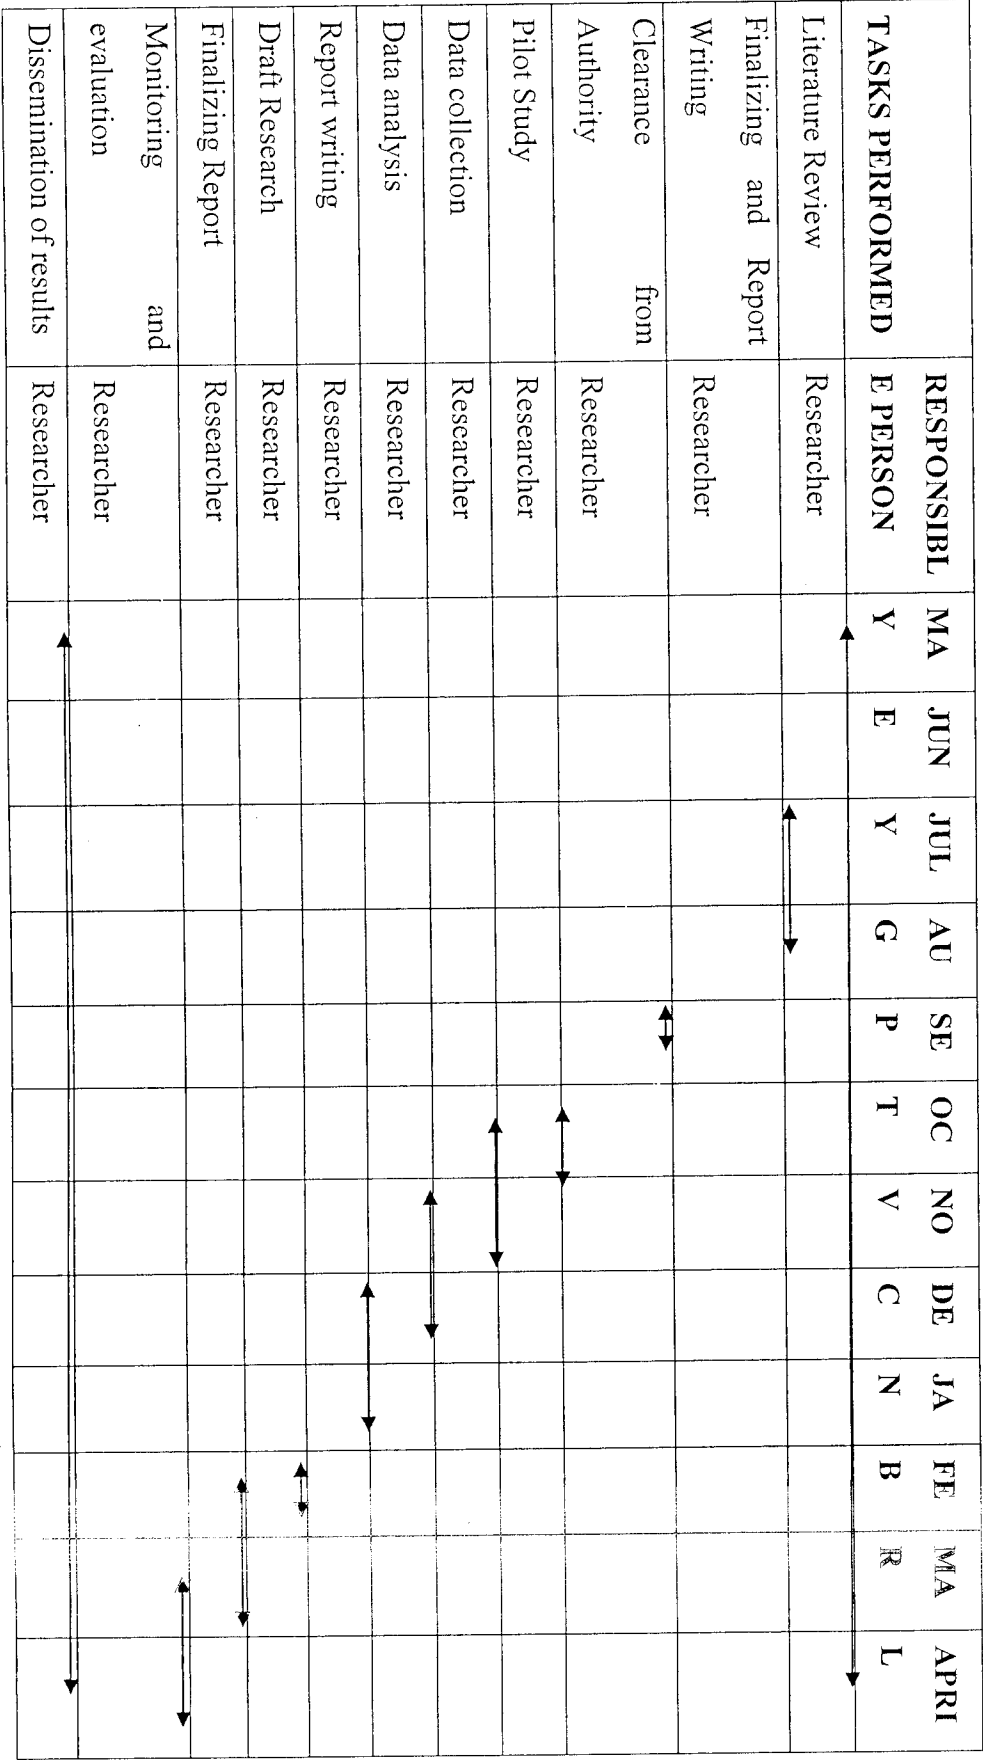 TASKS PERFORMED
RESPONSIBL
E PERSON
MA
Y
JUN
E
JUL
Y
AU
G
SE
P
OC
T
NO
V
DE
C
JA
N
FE
B
MA
R
APRI
L
Literature Review
Researcher
Finalizing and Report
Writing
Researcher
Clearance from
Authority
Researcher
Pilot Study
Researcher
Data collection
Researcher
Data analysis
Researcher
Report writing
Researcher
Draft Research
Researcher
Finalizing Report
Researcher
Monitoring and
evaluation
Researcher
Dissemination of results
Researcher